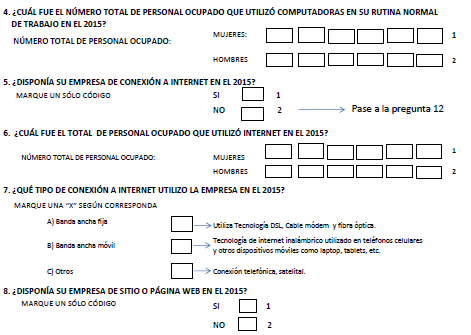 4. ¿CUÁL FUE EL NÚMERO TOTAL DE PERSONAL OCUPADO QUE UTILIZÓ COMPUTADORAS EN SU RUTINA NORMAL
DE TRABAJO EN EL 2015?
NÚMERO TOTAL DE PERSONAL OCUPADO: MUJERES: 1
HOMBRES 2
5. ¿DISPONÍA SU EMPRESA DE CONEXIÓN A INTERNET EN EL 2015?
MARQUE UN SÓLO CÓDIGO SI 1
NO 2 Pase a la pregunta 12
6. ¿CUÁL FUE EL TOTAL DE PERSONAL OCUPADO QUE UTILIZÓ INTERNET EN EL 2015?
NÚMERO TOTAL DE PERSONAL OCUPADO: MUJERES 1
HOMBRES 2
7. ¿QUÉ TIPO DE CONEXIÓN A INTERNET UTILIZO LA EMPRESA EN EL 2015?
MARQUE UNA "X" SEGÚN CORRESPONDA
A) Banda ancha fija Utiliza Tecnología DSL, Cable módem y fibra óptica.
B) Banda ancha móvil Tecnología de internet inalámbrico utilizado en teléfonos celulares
y otros dispositivos móviles como laptop, tablets, etc.
C) Otros Conexión telefónica, satelital.
8. ¿DISPONÍA SU EMPRESA DE SITIO O PÁGINA WEB EN EL 2015?
MARQUE UN SÓLO CÓDIGO SI 1
NO 2